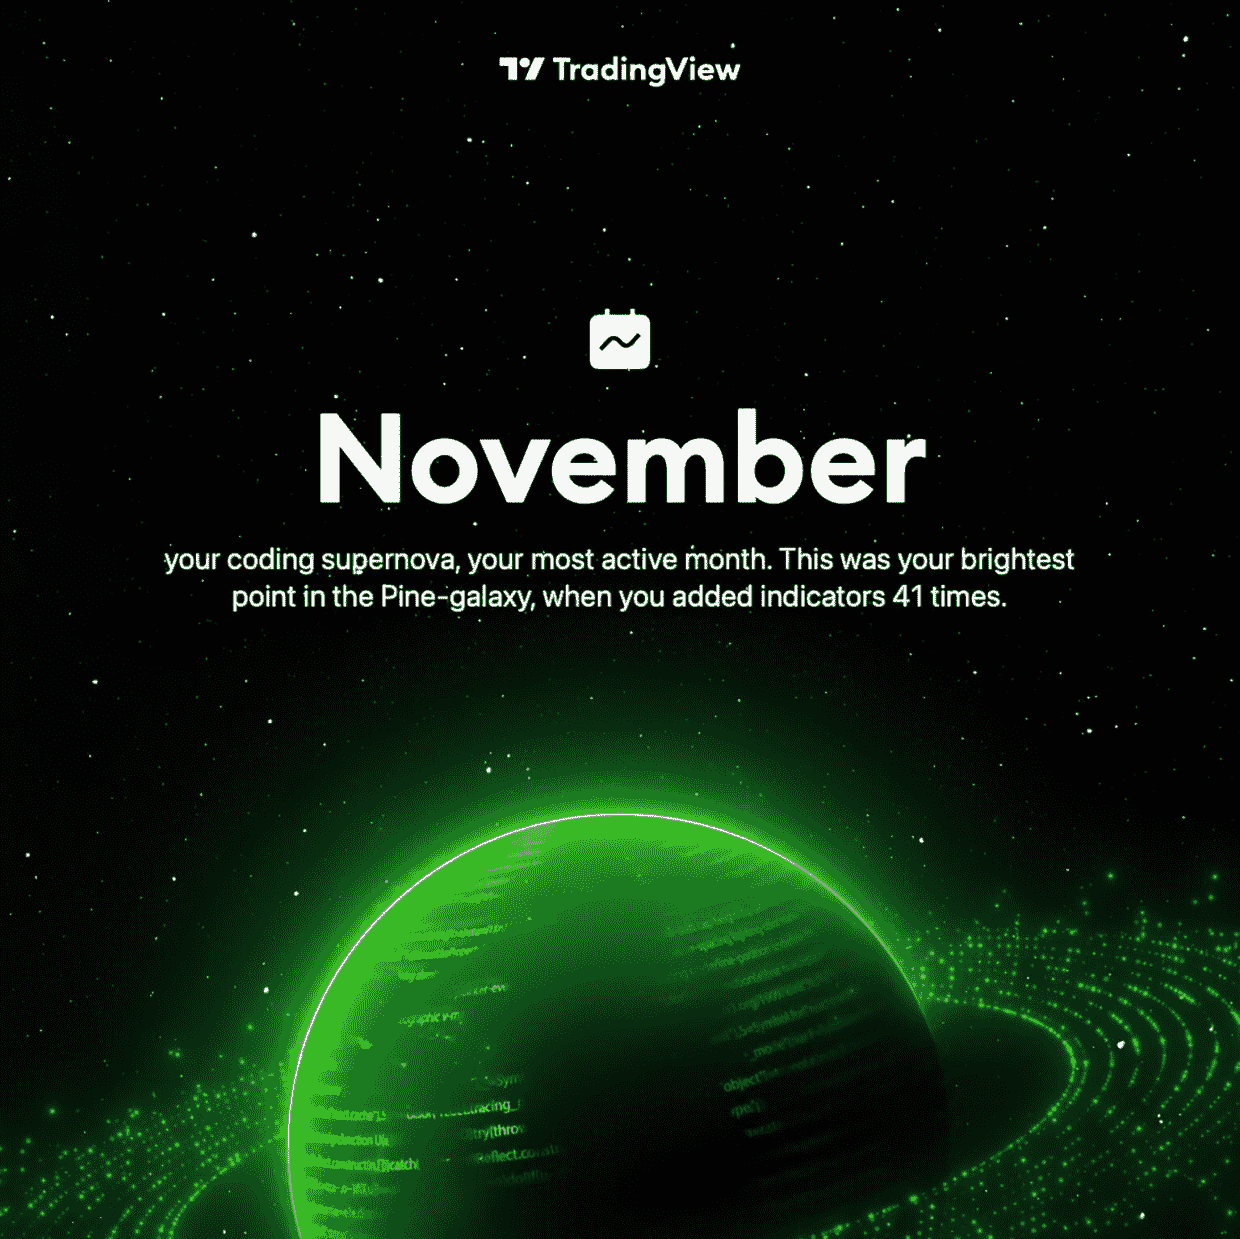 TradingView
November
your coding supernova, your most active month. This was your brightest
point in the Pine-galaxy, when you added indicators 41 times.